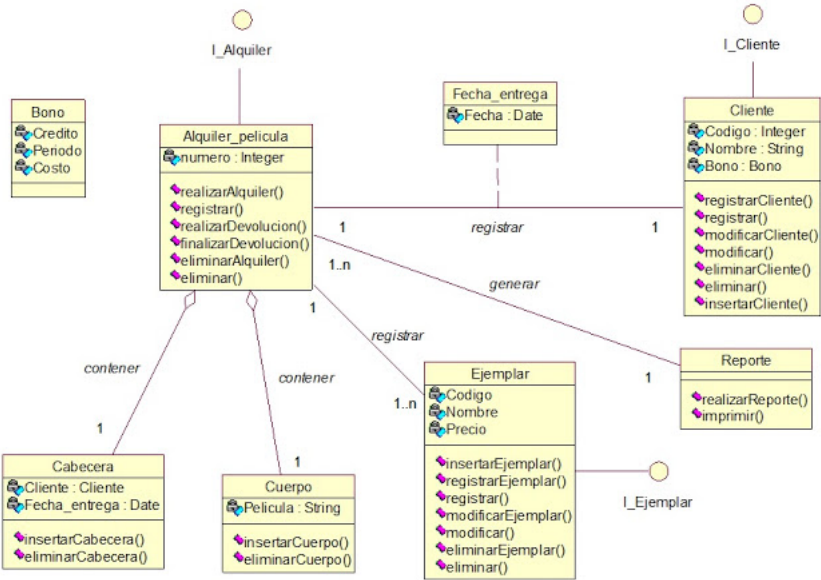 I_Alquiler
I_Cliente
Bono
Credito
Periodo
Costo
Alquiler_pelicula
numero : Integer
realizarAlquiler()
registrar()
realizarDevolucion()
finalizarDevolucion()
eliminarAlquiler()
eliminar()
Fecha_entrega
Fecha : Date
Cliente
Codigo : Integer
Nombre : String
Bono : Bono
registrarCliente()
registrar()
modificarCliente()
modificar()
eliminarCliente()
eliminar()
insertarCliente()
1
registrar
1
1..n
generar
1
1
registrar
1..n
contener
1
contener
1
Reporte
realizarReporte()
imprimir()
Ejemplar
Codigo
Nombre
Precio
insertarEjemplar()
registrarEjemplar()
registrar()
modificarEjemplar()
modificar()
eliminarEjemplar()
eliminar()
I_Ejemplar
Cabecera
Cliente : Cliente
Fecha_entrega : Date
insertarCabecera()
eliminarCabecera()
Cuerpo
Pelicula : String
insertarCuerpo()
eliminarCuerpo()